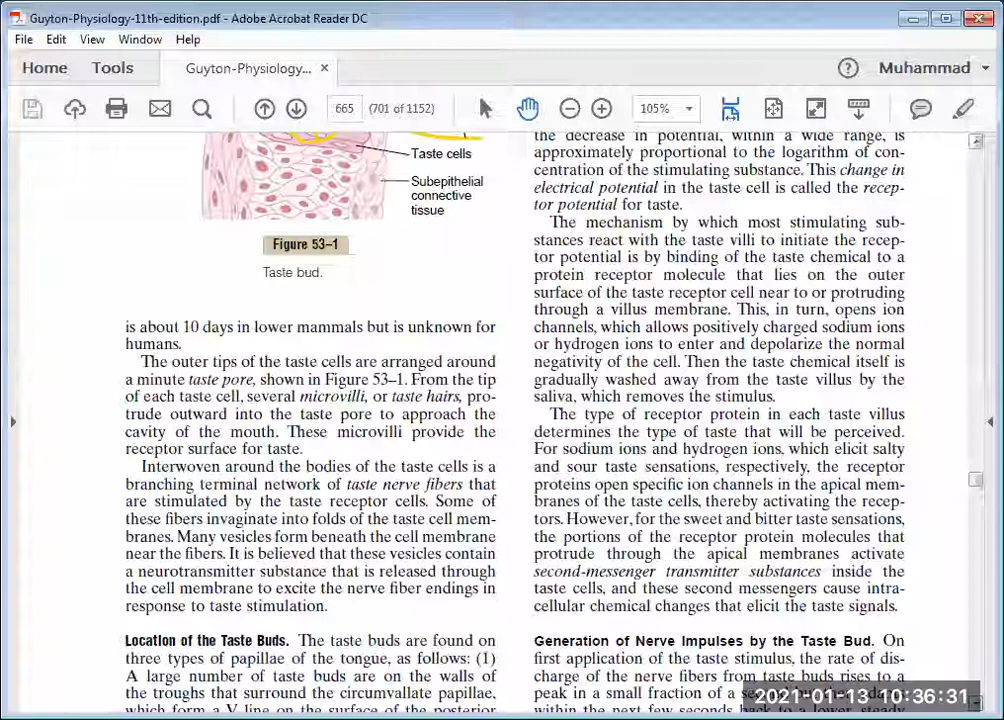 Guyton-Physiology-11th-edition.pdf - Adobe Acrobat Reader DC
File Edit View Window Help
Home Tools Guyton-Physiology... × Muhammad
665 (701 of 1152) 105%
Taste cells
Subepithelial
connective
tissue
Figure 53–1
Taste bud.
is about 10 days in lower mammals but is unknown for
humans.
The outer tips of the taste cells are arranged around
a minute taste pore, shown in Figure 53–1. From the tip
of each taste cell, several microvilli, or taste hairs, pro-
trude outward into the taste pore to approach the
cavity of the mouth. These microvilli provide the
receptor surface for taste.
Interwoven around the bodies of the taste cells is a
branching terminal network of taste nerve fibers that
are stimulated by the taste receptor cells. Some of
these fibers invaginate into folds of the taste cell mem-
branes. Many vesicles form beneath the cell membrane
near the fibers. It is believed that these vesicles contain
a neurotransmitter substance that is released through
the cell membrane to excite the nerve fiber endings in
response to taste stimulation.
Location of the Taste Buds. The taste buds are found on
three types of papillae of the tongue, as follows: (1)
A large number of taste buds are on the walls of
the troughs that surround the circumvallate papillae,
which form a V line on the surface of the posterior
the decrease in potential, within a wide range, is
approximately proportional to the logarithm of con-
centration of the stimulating substance. This change in
electrical potential in the taste cell is called the recep-
tor potential for taste.
The mechanism by which most stimulating sub-
stances react with the taste villi to initiate the recep-
tor potential is by binding of the taste chemical to a
protein receptor molecule that lies on the outer
surface of the taste receptor cell near to or protruding
through a villus membrane. This, in turn, opens ion
channels, which allows positively charged sodium ions
or hydrogen ions to enter and depolarize the normal
negativity of the cell. Then the taste chemical itself is
gradually washed away from the taste villus by the
saliva, which removes the stimulus.
The type of receptor protein in each taste villus
determines the type of taste that will be perceived.
For sodium ions and hydrogen ions, which elicit salty
and sour taste sensations, respectively, the receptor
proteins open specific ion channels in the apical mem-
branes of the taste cells, thereby activating the recep-
tors. However, for the sweet and bitter taste sensations,
the portions of the receptor protein molecules that
protrude through the apical membranes activate
second-messenger transmitter substances inside the
taste cells, and these second messengers cause intra-
cellular chemical changes that elicit the taste signals.
Generation of Nerve Impulses by the Taste Bud. On
first application of the taste stimulus, the rate of dis-
charge of the nerve fibers from taste buds rises to a
peak in a small fraction of a
within the next few seconds back to a lower, steady
2021-01-13 10:36:31